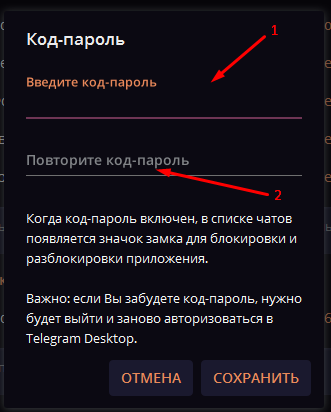 Код-пароль
1
Введите код-пароль
Повторите код-пароль
2
Когда код-пароль включен, в списке чатов
появляется значок замка для блокировки и
разблокировки приложения.
Важно: если Вы забудете код-пароль, нужно
будет выйти и заново авторизоваться в
Telegram Desktop.
ОТМЕНА СОХРАНИТЬ